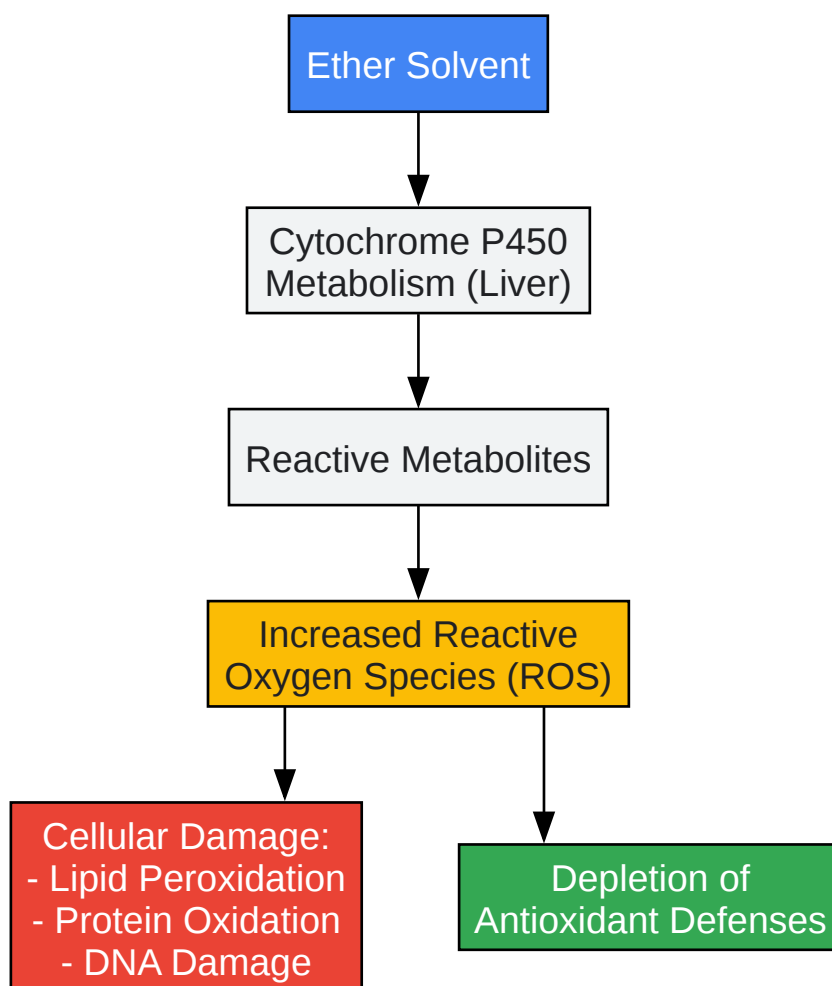 Ether Solvent
Cytochrome P450
Metabolism (Liver)
Reactive Metabolites
Increased Reactive
Oxygen Species (ROS)
Cellular Damage:
- Lipid Peroxidation
- Protein Oxidation
- DNA Damage
Depletion of
Antioxidant Defenses